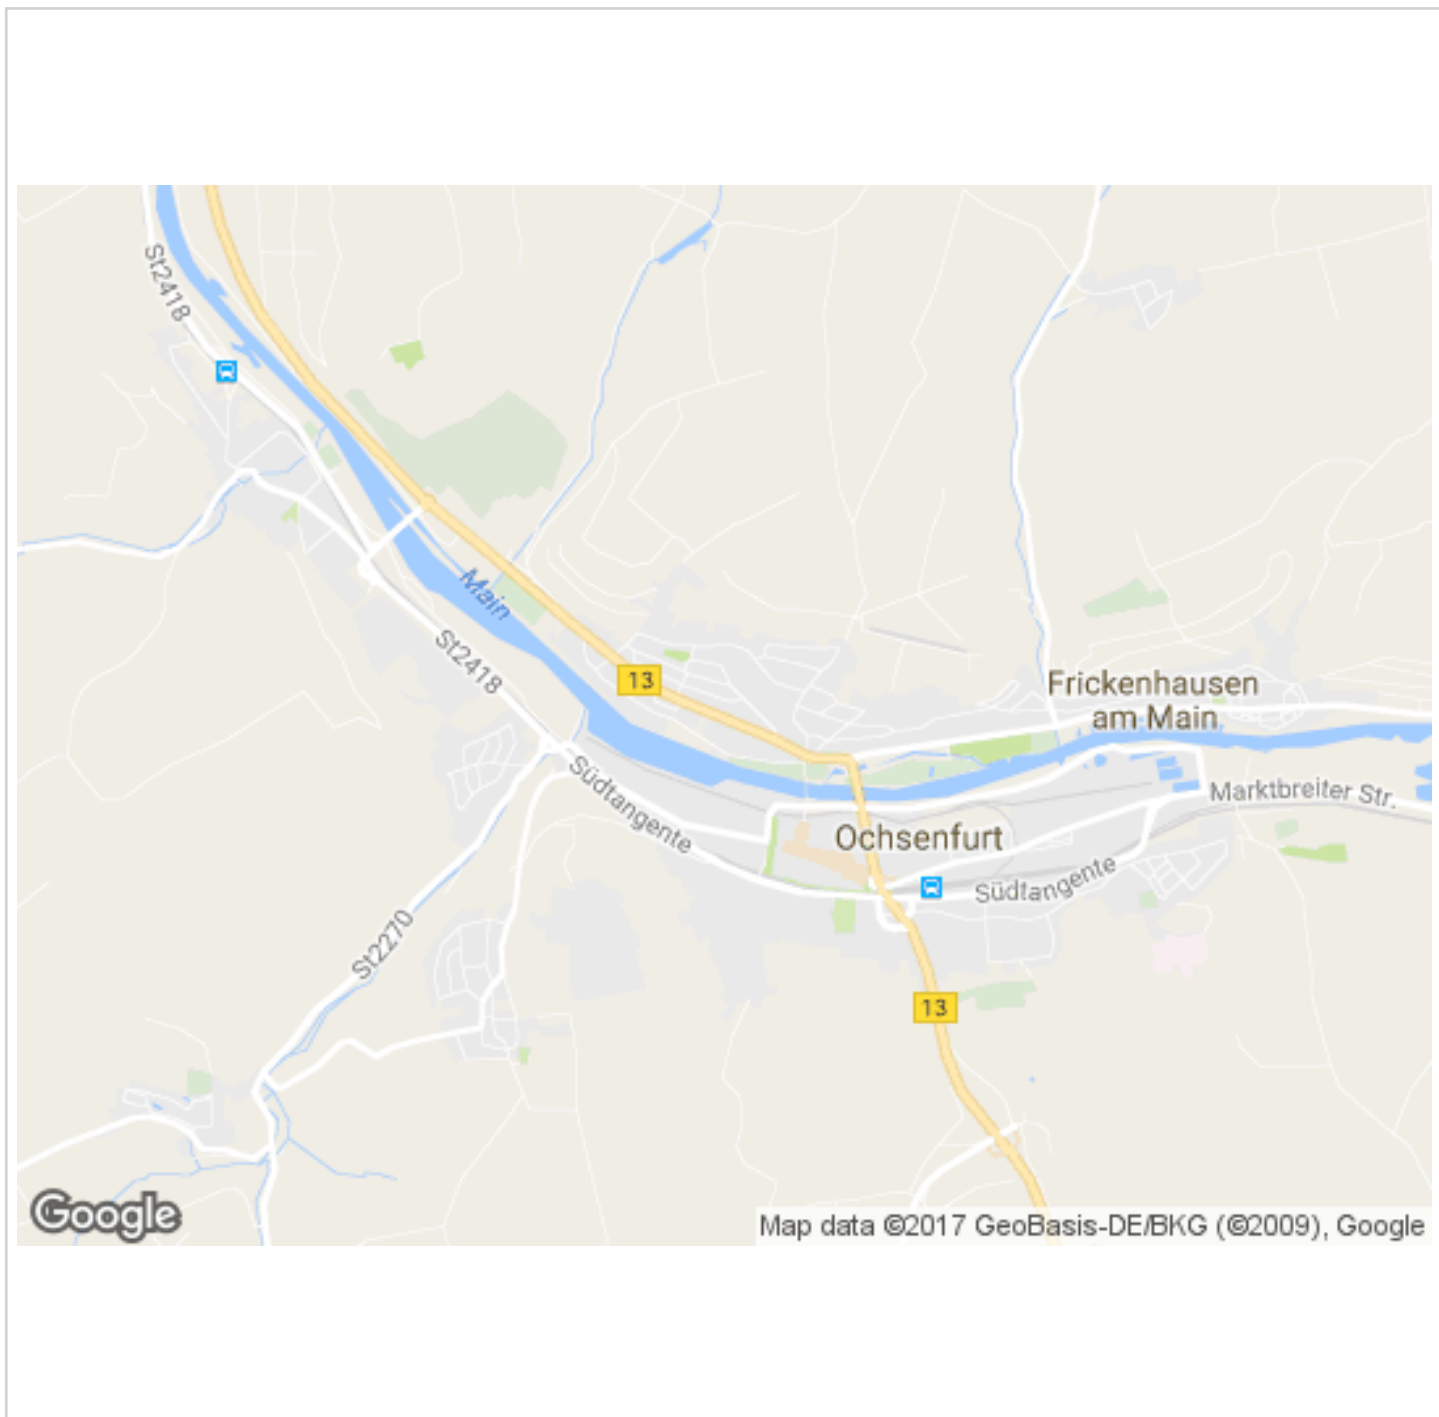 St2418
Main
St2418
13
Frickenhausen
am Main
Südtangente
Marktbreiter Str.
Ochsenfurt
Südtangente
St2270
13
Google
Map data ©2017 GeoBasis-DE/BKG (©2009), Google